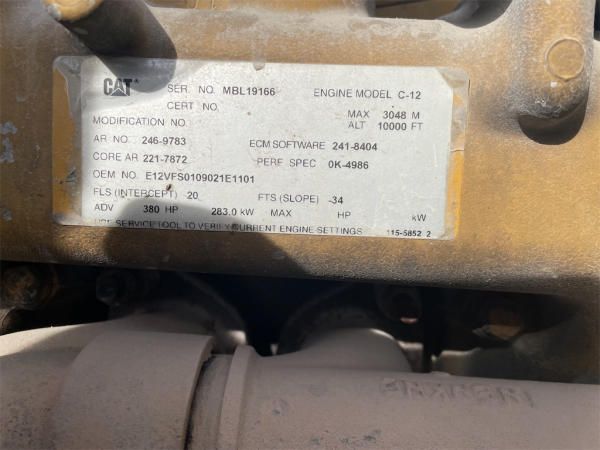 CAT SER. NO. MBL19166 ENGINE MODEL C-12
CERT NO. MAX 3048 M
MODIFICATION NO. ALT 10000 FT
AR NO. 246-9783 ECM SOFTWARE 241-8404
CORE AR 221-7872 PERF SPEC 0K-4986
OEM NO. E12VFS0109021E1101
FLS (INTERCEPT) 20 FTS (SLOPE) -34
ADV 380 HP 283.0 kW MAX HP kW
USE SERVICE TOOL TO VERIFY CURRENT ENGINE SETTINGS 115-5852 2